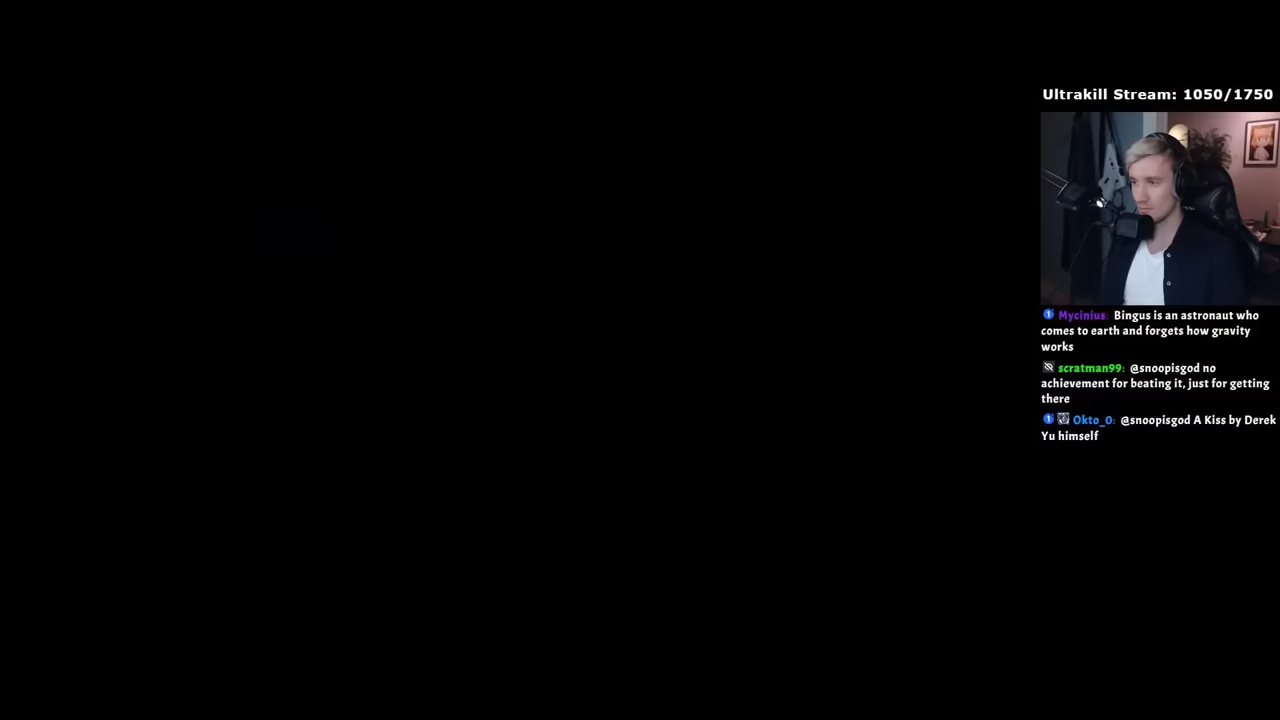 Ultrakill Stream: 1050/1750
Mycinius: Bingus is an astronaut who
comes to earth and forgets how gravity
works
scratman99: @snoopisgod no
achievement for beating it, just for getting
there
Okto_0: @snoopisgod A Kiss by Derek
Yu himself